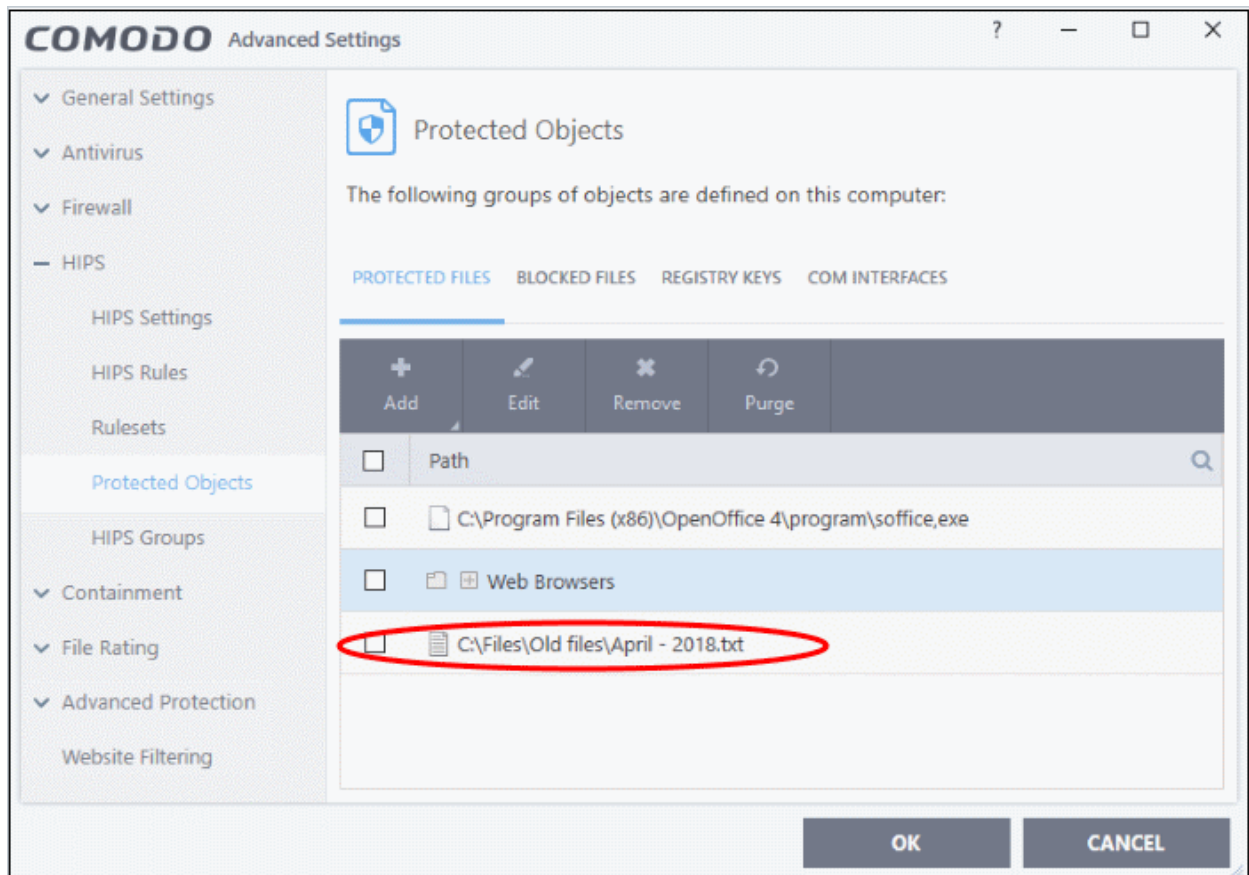 COMODO Advanced Settings ?
General Settings
Antivirus
Firewall
HIPS
HIPS Settings
HIPS Rules
Rulesets
Protected Objects
HIPS Groups
Containment
File Rating
Advanced Protection
Website Filtering
Protected Objects
The following groups of objects are defined on this computer:
PROTECTED FILES BLOCKED FILES REGISTRY KEYS COM INTERFACES
Add Edit Remove Purge
Path
C:\Program Files (x86)\OpenOffice 4\program\soffice,exe
Web Browsers
C:\Files\Old files\April - 2018.txt
OK CANCEL